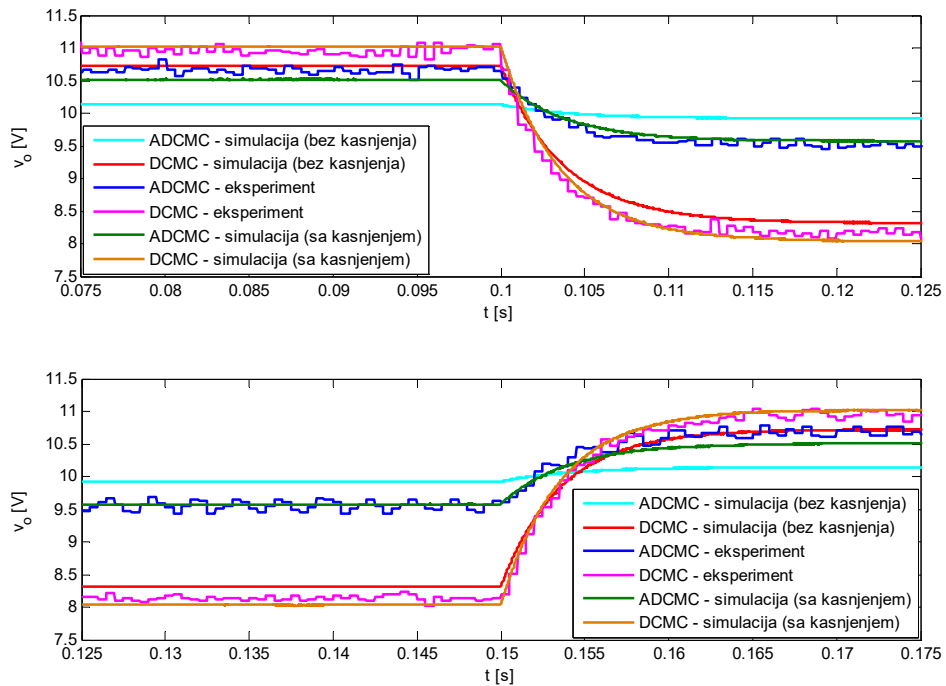 11.5
11
10.5
10
9.5
9
8.5
8
7.5
v_o [V]
ADCMC - simulacija (bez kasnjenja)
DCMC - simulacija (bez kasnjenja)
ADCMC - eksperiment
DCMC - eksperiment
ADCMC - simulacija (sa kasnjenjem)
DCMC - simulacija (sa kasnjenjem)
0.075 0.08 0.085 0.09 0.095 0.1 0.105 0.11 0.115 0.12 0.125
t [s]
11.5
11
10.5
10
9.5
9
8.5
8
7.5
v_o [V]
ADCMC - simulacija (bez kasnjenja)
DCMC - simulacija (bez kasnjenja)
ADCMC - eksperiment
DCMC - eksperiment
ADCMC - simulacija (sa kasnjenjem)
DCMC - simulacija (sa kasnjenjem)
0.125 0.13 0.135 0.14 0.145 0.15 0.155 0.16 0.165 0.17 0.175
t [s]